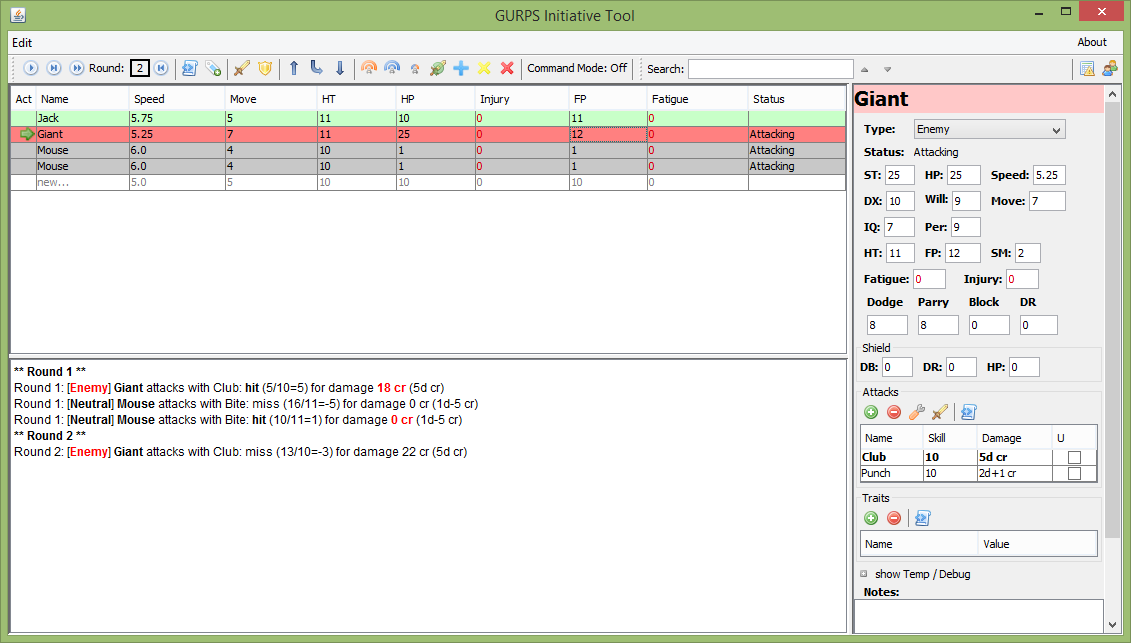 GURPS Initiative Tool
Edit About
Round: 2 Command Mode: Off Search:
Act Name Speed Move HT HP Injury FP Fatigue Status
Jack 5.75 5 11 10 0 11 0
Giant 5.25 7 11 25 0 12 0 Attacking
Mouse 6.0 4 10 1 0 1 0 Attacking
Mouse 6.0 4 10 1 0 1 0 Attacking
new... 5.0 5 10 10 0 10 0
** Round 1 **
Round 1: [Enemy] Giant attacks with Club: hit (5/10=5) for damage 18 cr (5d cr)
Round 1: [Neutral] Mouse attacks with Bite: miss (16/11=-5) for damage 0 cr (1d-5 cr)
Round 1: [Neutral] Mouse attacks with Bite: hit (10/11=1) for damage 0 cr (1d-5 cr)
** Round 2 **
Round 2: [Enemy] Giant attacks with Club: miss (13/10=-3) for damage 22 cr (5d cr)
Giant
Type: Enemy
Status: Attacking
ST: 25 HP: 25 Speed: 5.25
DX: 10 Will: 9 Move: 7
IQ: 7 Per: 9
HT: 11 FP: 12 SM: 2
Fatigue: 0 Injury: 0
Dodge Parry Block DR
8 8 0 0
Shield
DB: 0 DR: 0 HP: 0
Attacks
Name Skill Damage U
Club 10 5d cr
Punch 10 2d+1 cr
Traits
Name Value
show Temp / Debug
Notes: